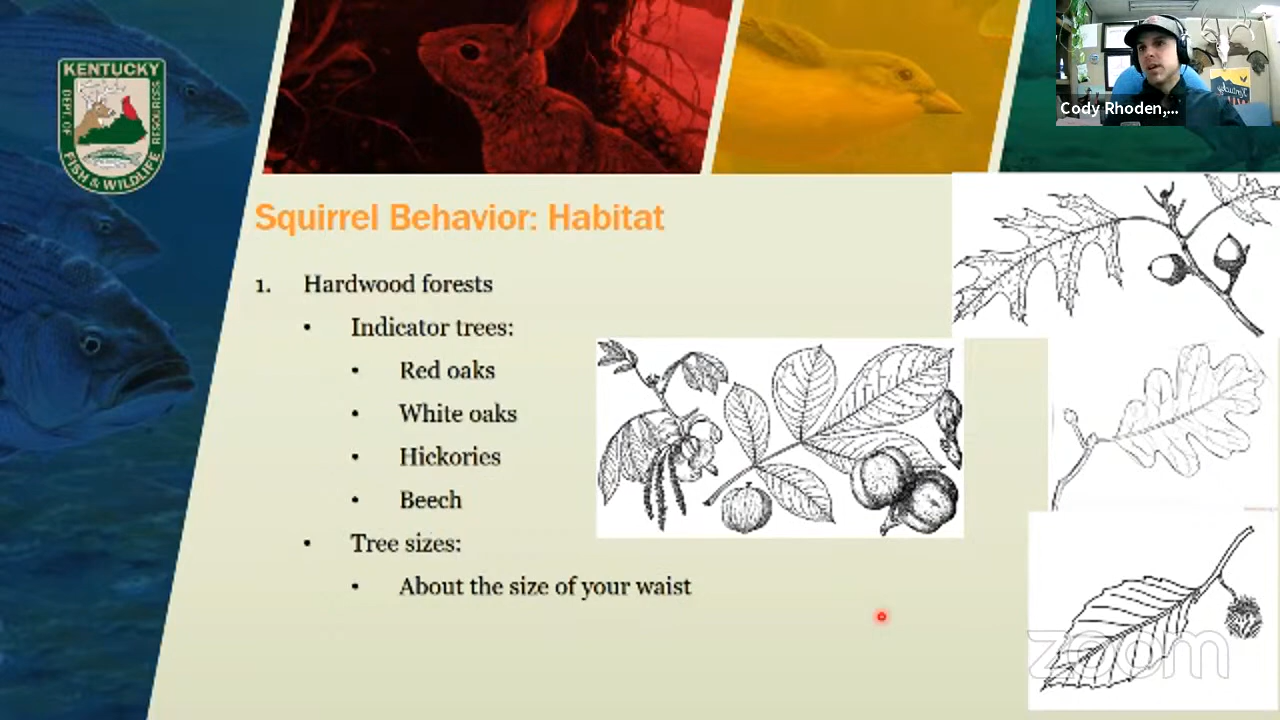 KENTUCKY
DEPT. OF
RESOURCES
FISH & WILDLIFE
Cody Rhoden,...
Squirrel Behavior: Habitat
1. Hardwood forests
• Indicator trees:
• Red oaks
• White oaks
• Hickories
• Beech
• Tree sizes:
• About the size of your waist
zoom